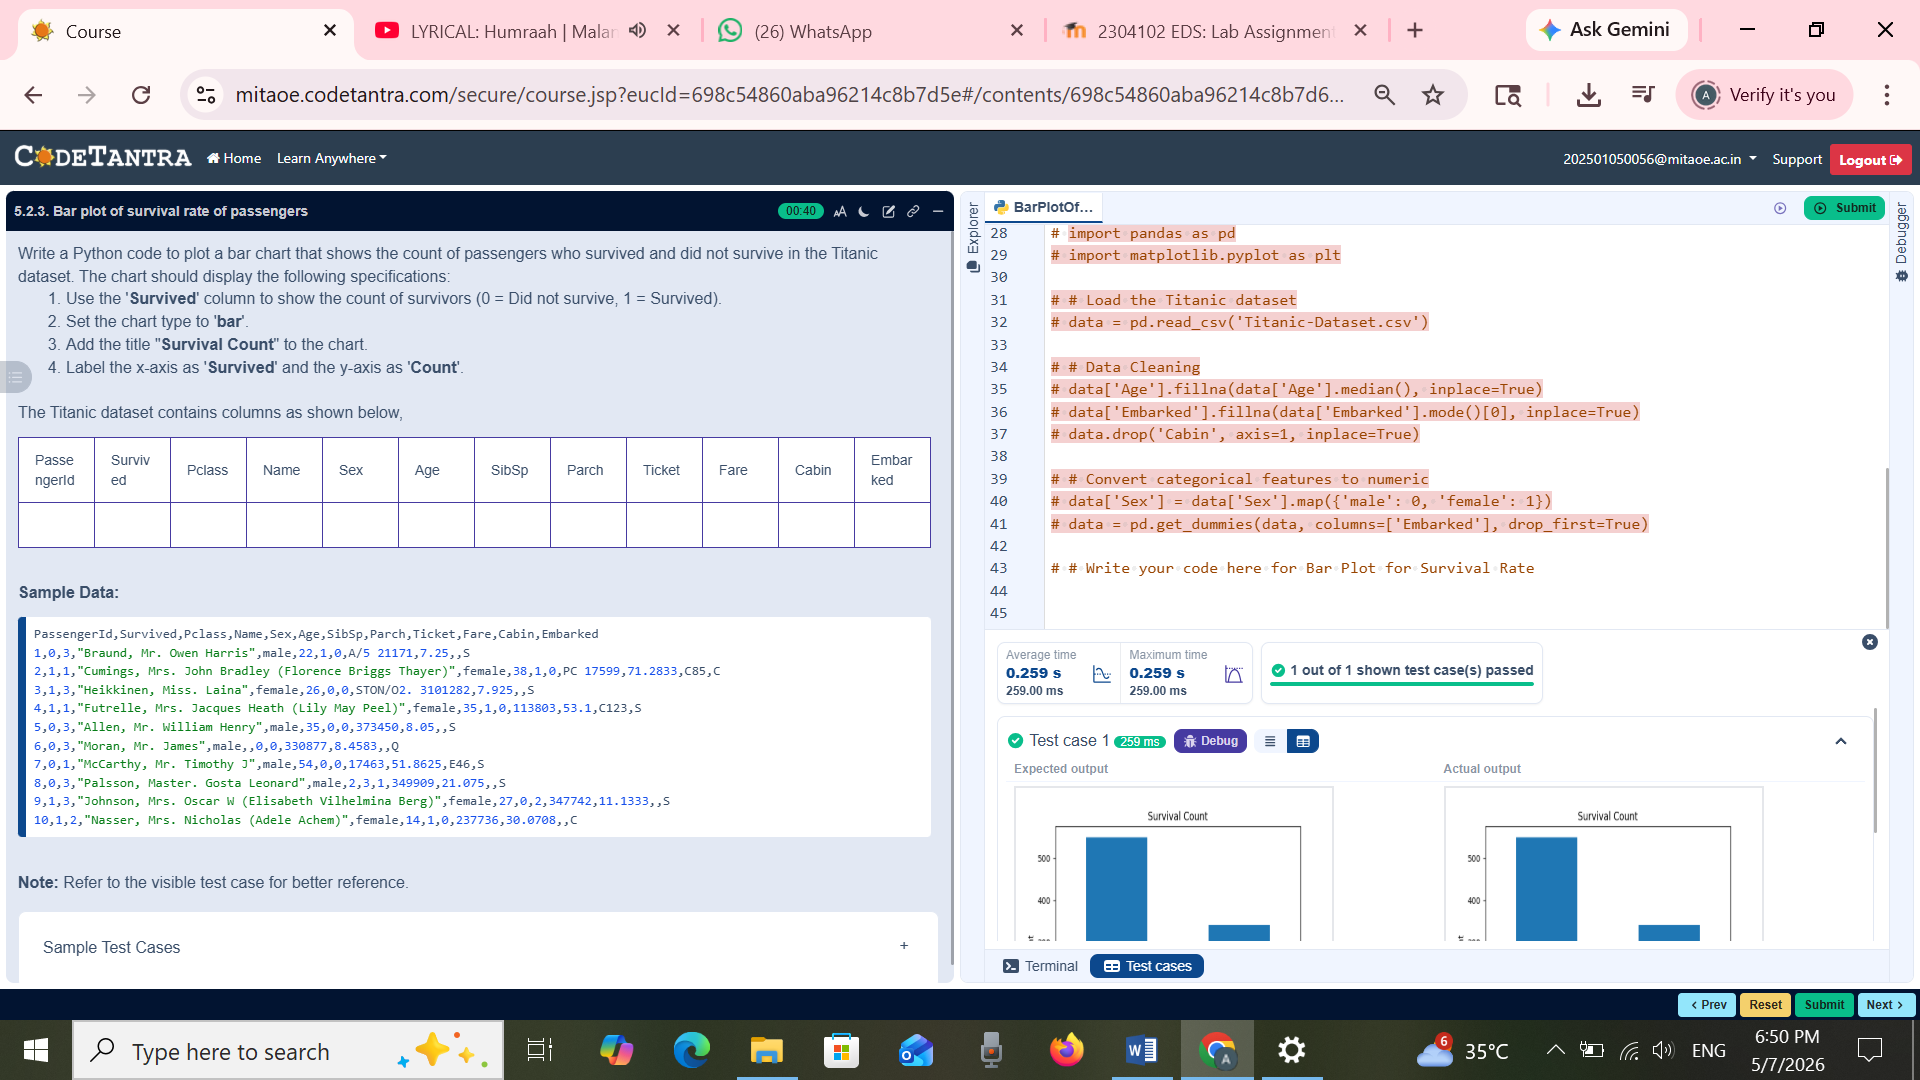 Course
LYRICAL: Humraah | Malan
(26) WhatsApp
2304102 EDS: Lab Assignment
Ask Gemini
mitaoe.codetantra.com/secure/course.jsp?eucId=698c54860aba96214c8b7d5e#/contents/698c54860aba96214c8b7d6...
A
Verify it's you
CODETANTRA
Home
Learn Anywhere
202501050056@mitaoe.ac.in
Support
Logout
5.2.3. Bar plot of survival rate of passengers
00:40
AA
Write a Python code to plot a bar chart that shows the count of passengers who survived and did not survive in the Titanic
dataset. The chart should display the following specifications:
1. Use the 'Survived' column to show the count of survivors (0 = Did not survive, 1 = Survived).
2. Set the chart type to 'bar'.
3. Add the title "Survival Count" to the chart.
4. Label the x-axis as 'Survived' and the y-axis as 'Count'.
The Titanic dataset contains columns as shown below,
Passe
ngerId
Surviv
ed
Pclass
Name
Sex
Age
SibSp
Parch
Ticket
Fare
Cabin
Embar
ked
Sample Data:
PassengerId,Survived,Pclass,Name,Sex,Age,SibSp,Parch,Ticket,Fare,Cabin,Embarked
1,0,3,"Braund, Mr. Owen Harris",male,22,1,0,A/5 21171,7.25,,S
2,1,1,"Cumings, Mrs. John Bradley (Florence Briggs Thayer)",female,38,1,0,PC 17599,71.2833,C85,C
3,1,3,"Heikkinen, Miss. Laina",female,26,0,0,STON/O2. 3101282,7.925,,S
4,1,1,"Futrelle, Mrs. Jacques Heath (Lily May Peel)",female,35,1,0,113803,53.1,C123,S
5,0,3,"Allen, Mr. William Henry",male,35,0,0,373450,8.05,,S
6,0,3,"Moran, Mr. James",male,,0,0,330877,8.4583,,Q
7,0,1,"McCarthy, Mr. Timothy J",male,54,0,0,17463,51.8625,E46,S
8,0,3,"Palsson, Master. Gosta Leonard",male,2,3,1,349909,21.075,,S
9,1,3,"Johnson, Mrs. Oscar W (Elisabeth Vilhelmina Berg)",female,27,0,2,347742,11.1333,,S
10,1,2,"Nasser, Mrs. Nicholas (Adele Achem)",female,14,1,0,237736,30.0708,,C
Note: Refer to the visible test case for better reference.
Sample Test Cases
+
Explorer
BarPlotOf...
Submit
Debugger
28 # import pandas as pd
29 # import matplotlib.pyplot as plt
30
31 # # Load the Titanic dataset
32 # data = pd.read_csv('Titanic-Dataset.csv')
33
34 # # Data Cleaning
35 # data['Age'].fillna(data['Age'].median(), inplace=True)
36 # data['Embarked'].fillna(data['Embarked'].mode()[0], inplace=True)
37 # data.drop('Cabin', axis=1, inplace=True)
38
39 # # Convert categorical features to numeric
40 # data['Sex'] = data['Sex'].map({'male': 0, 'female': 1})
41 # data = pd.get_dummies(data, columns=['Embarked'], drop_first=True)
42
43 # # Write your code here for Bar Plot for Survival Rate
44
45
Average time
0.259 s
259.00 ms
Maximum time
0.259 s
259.00 ms
1 out of 1 shown test case(s) passed
Test case 1
259 ms
Debug
Expected output
Actual output
Survival Count
500
400
Survival Count
500
400
Terminal
Test cases
< Prev
Reset
Submit
Next >
Type here to search
6
35°C
ENG
6:50 PM
5/7/2026